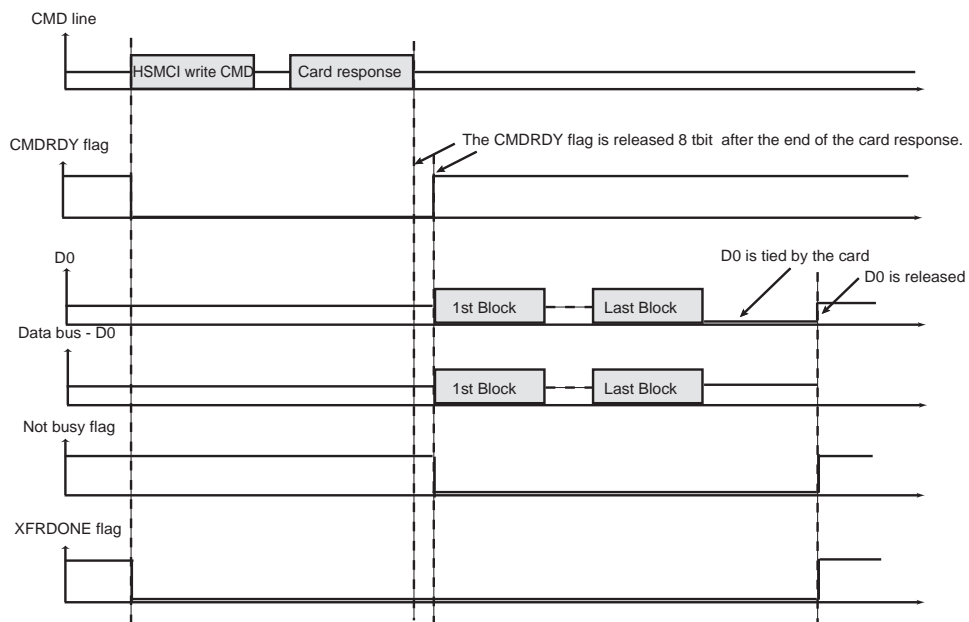 CMD line
HSMCI write CMD
Card response
CMDRDY flag
The CMDRDY flag is released 8 tbit after the end of the card response.
D0
D0 is tied by the card
D0 is released
1st Block
Last Block
Data bus - D0
1st Block
Last Block
Not busy flag
XFRDONE flag